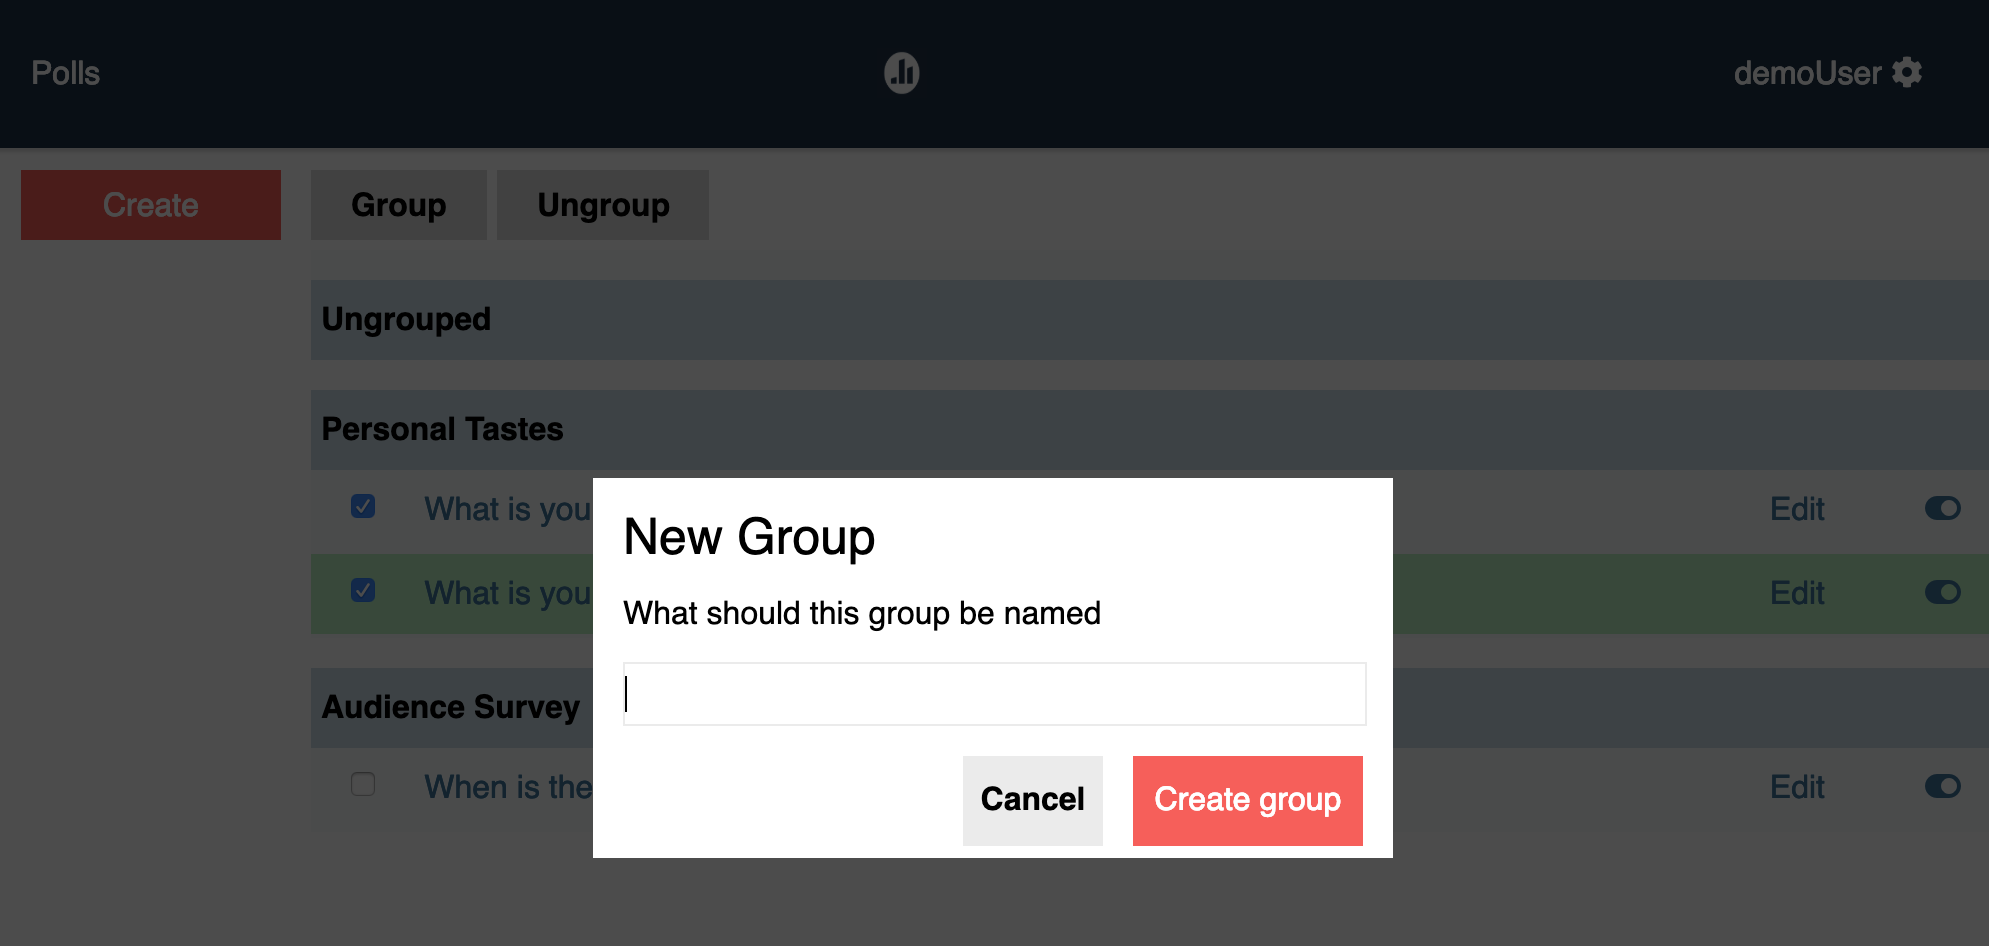 Polls
demoUser
Create
Group
Ungroup
Ungrouped
Personal Tastes
What is you
Edit
What is you
Edit
Audience Survey
When is the
Edit
New Group
What should this group be named
Cancel
Create group